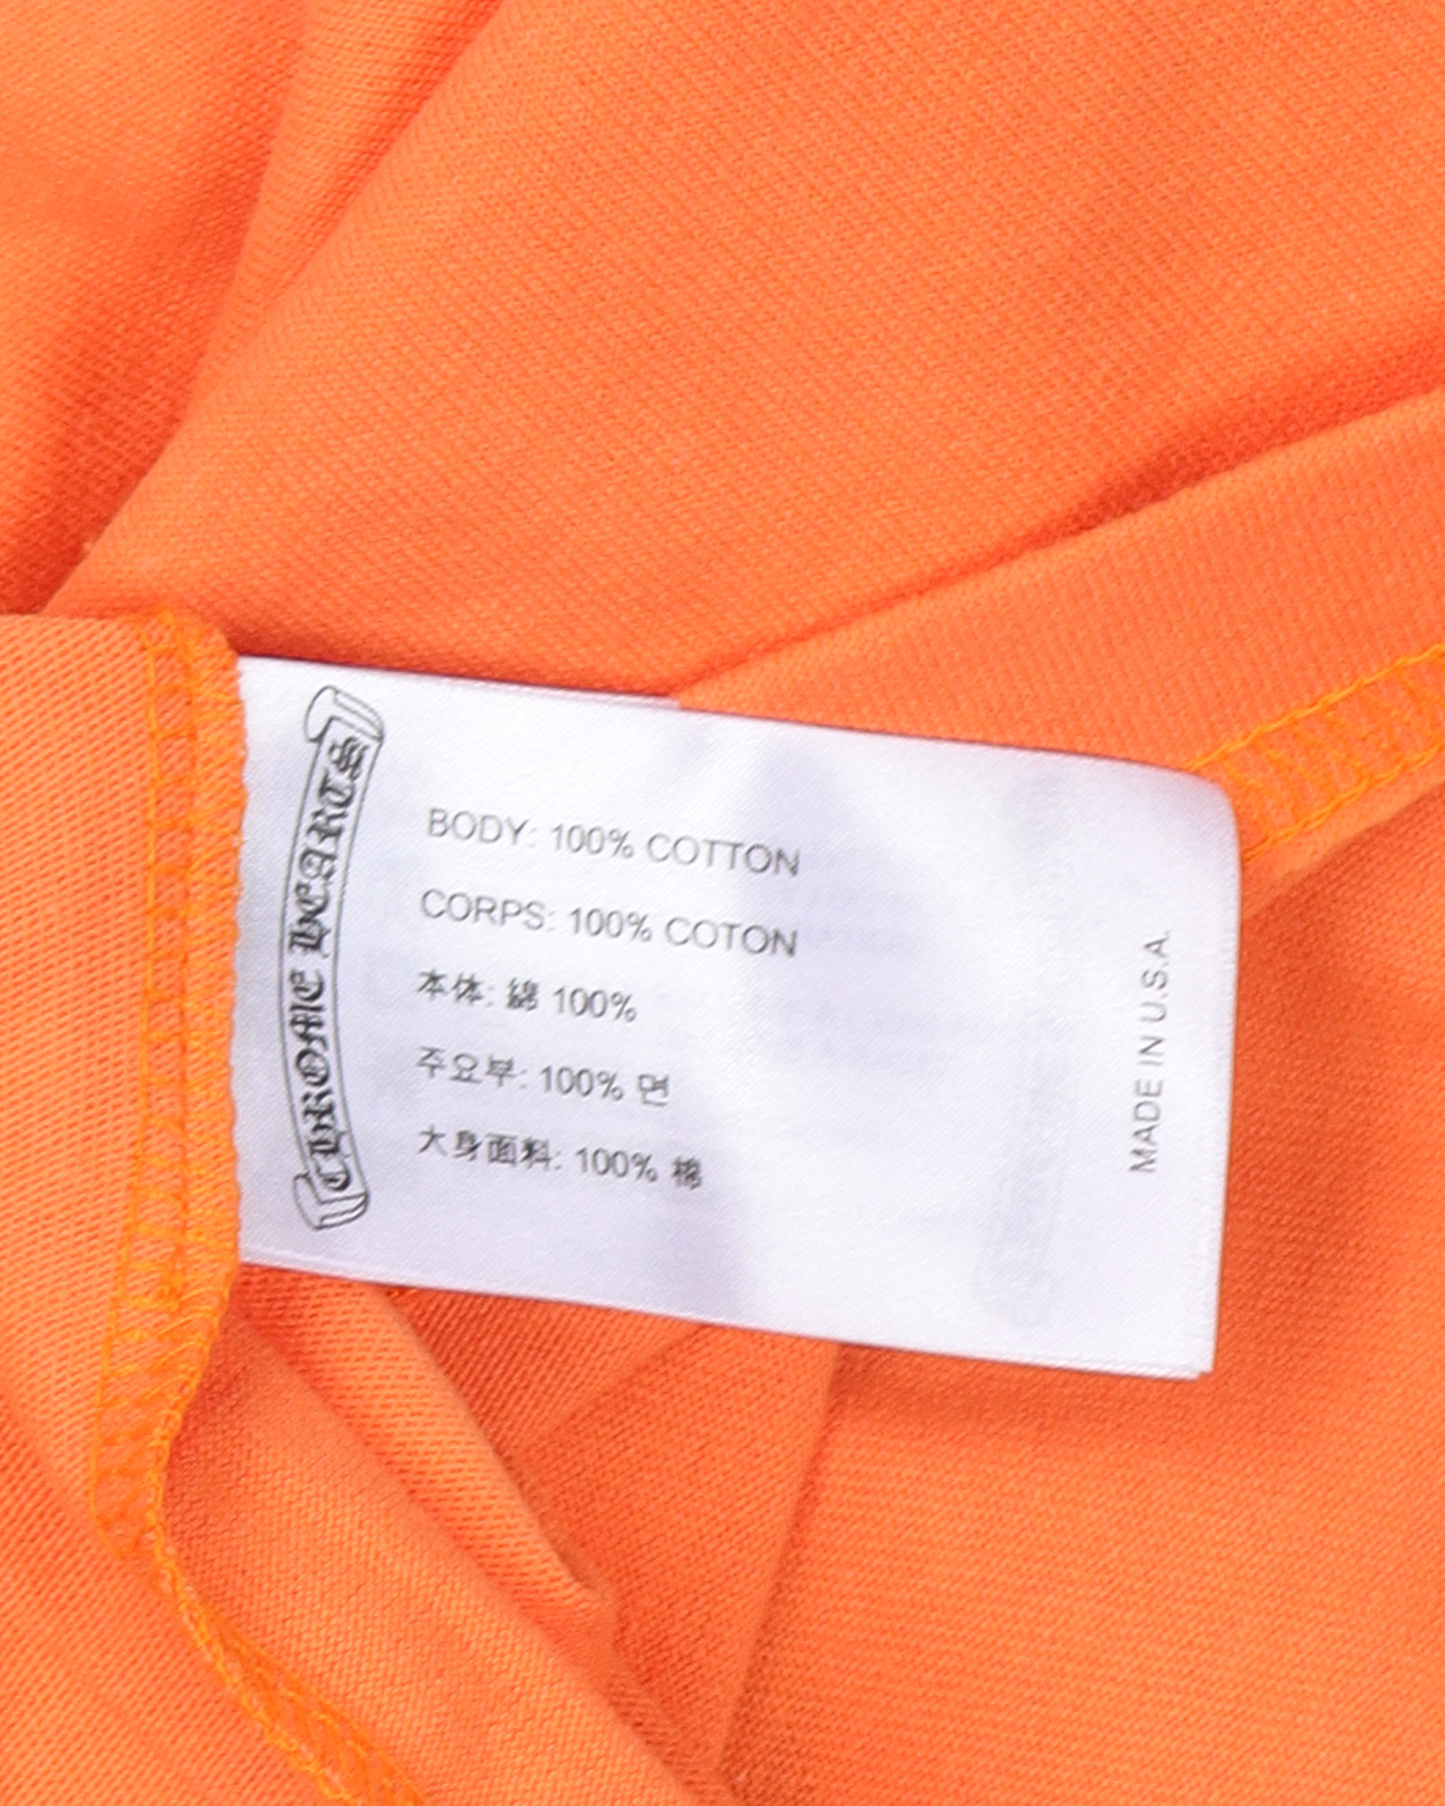 CHROME HEARTS
BODY: 100% COTTON
CORPS: 100% COTON
本体: 綿 100%
주요부: 100% 면
大身面料: 100% 棉
MADE IN U.S.A.